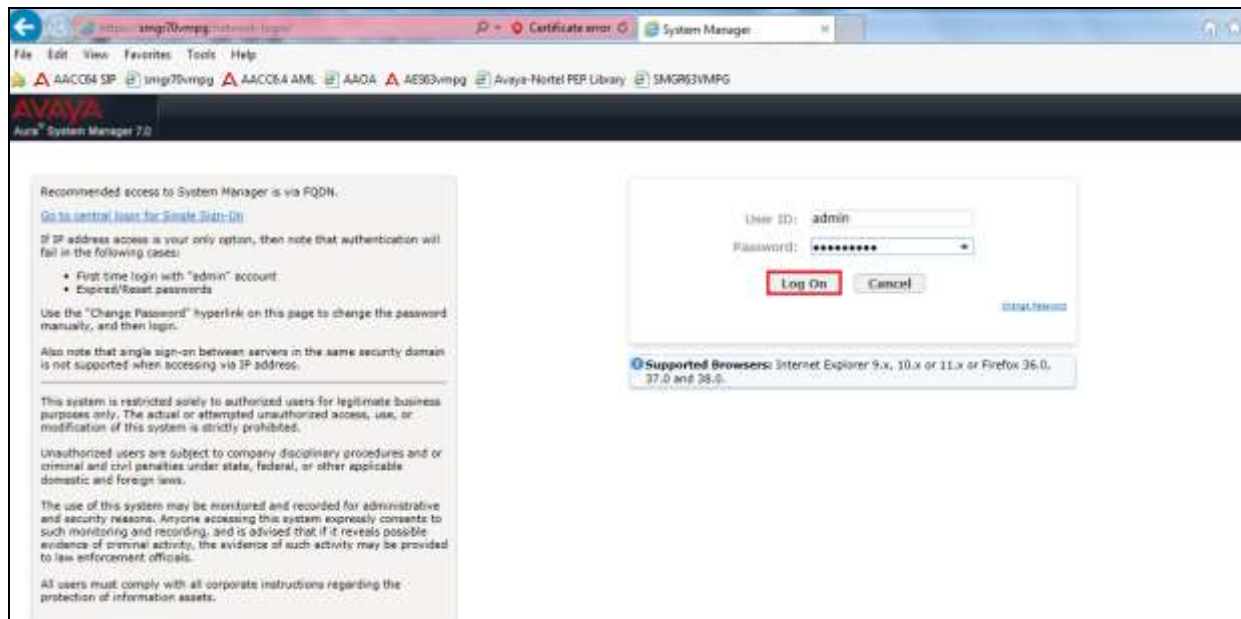 https://smgr70vmpg/network-login/
Certificate error
System Manager
File Edit View Favorites Tools Help
AACC64 SIP smgr70vmpg AACC6.4 AML AAOA AES63vmpg Avaya-Nortel PEP Library SMGR63VMPG
AVAYA
Aura® System Manager 7.0
Recommended access to System Manager is via FQDN.
Go to central login for Single Sign-On
If IP address access is your only option, then note that authentication will
fail in the following cases:
• First time login with "admin" account
• Expired/Reset passwords
Use the "Change Password" hyperlink on this page to change the password
manually, and then login.
Also note that single sign-on between servers in the same security domain
is not supported when accessing via IP address.
This system is restricted solely to authorized users for legitimate business
purposes only. The actual or attempted unauthorized access, use, or
modification of this system is strictly prohibited.
Unauthorized users are subject to company disciplinary procedures and or
criminal and civil penalties under state, federal, or other applicable
domestic and foreign laws.
The use of this system may be monitored and recorded for administrative
and security reasons. Anyone accessing this system expressly consents to
such monitoring and recording, and is advised that if it reveals possible
evidence of criminal activity, the evidence of such activity may be provided
to law enforcement officials.
All users must comply with all corporate instructions regarding the
protection of information assets.
User ID: admin
Password: •••••••••
Log On Cancel
Change Password
Supported Browsers: Internet Explorer 9.x, 10.x or 11.x or Firefox 36.0,
37.0 and 38.0.